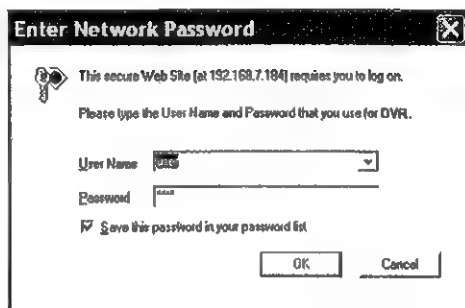 Enter Network Password
This secure Web Site (at 192.168.7.184) requires you to log on.
Please type the User Name and Password that you use for DVR.
User Name
Password ****
Save this password in your password list
OK Cancel